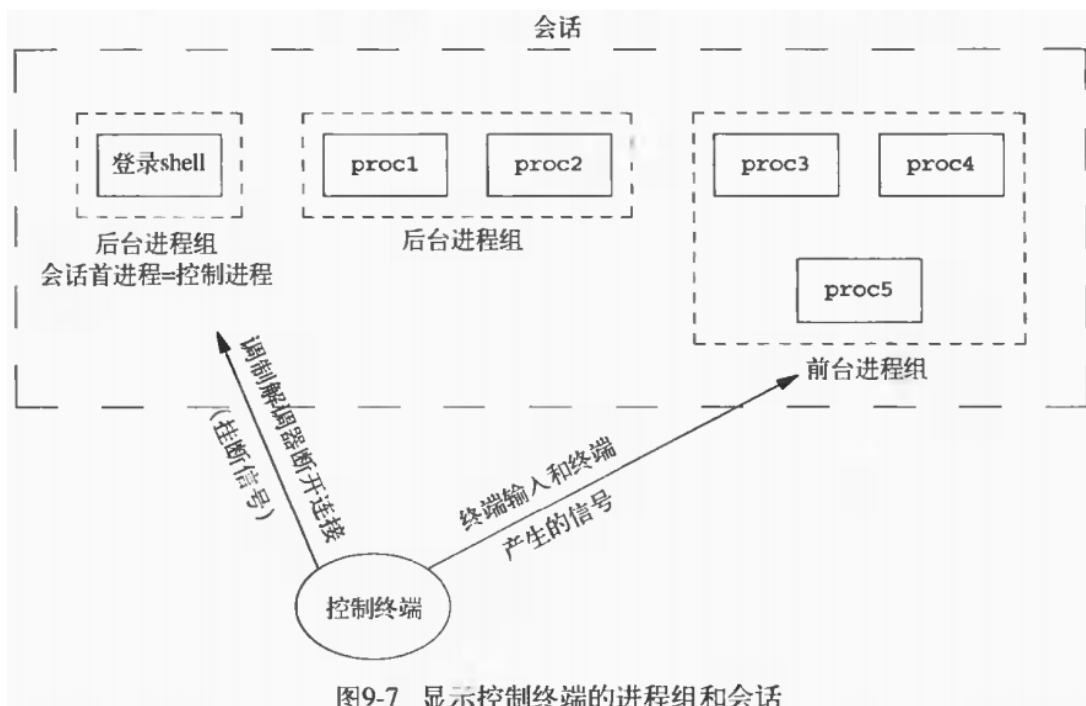 会话
登录shell
proc1
proc2
proc3
proc4
后台进程组
会话首进程=控制进程
后台进程组
proc5
前台进程组
调制解调器断开连接
(挂断信号)
终端输入和终端
产生的信号
控制终端
图9-7 显示控制终端的进程组和会话